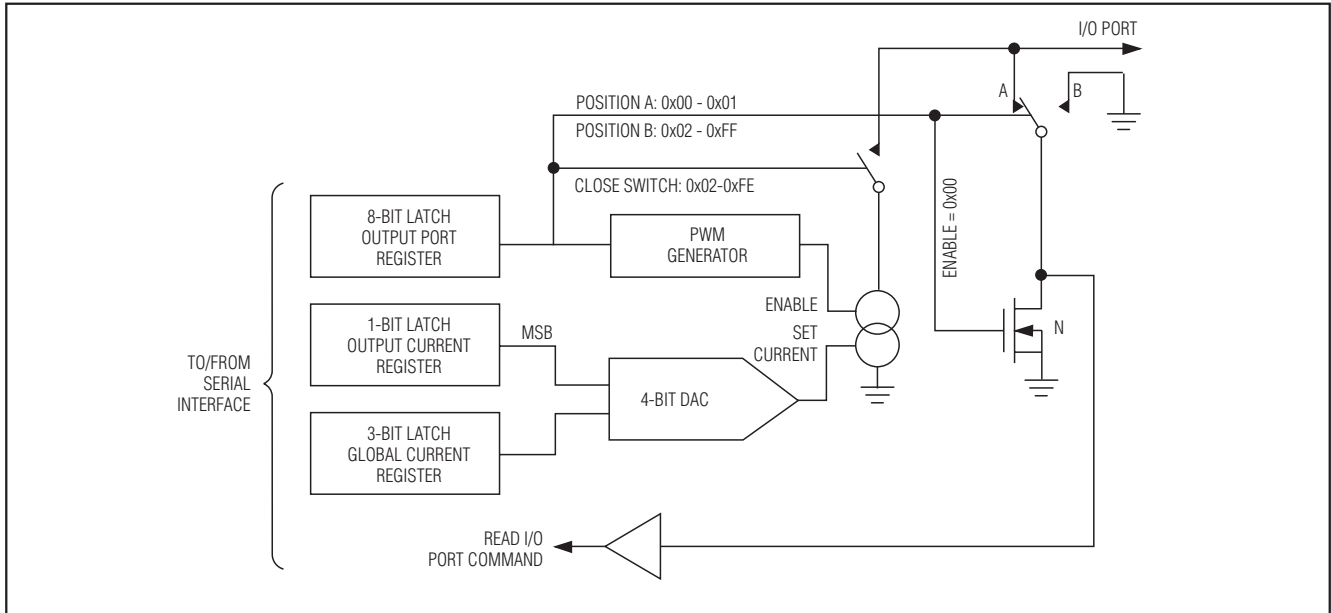 I/O PORT
A
B
POSITION A: 0x00 - 0x01
POSITION B: 0x02 - 0xFF
CLOSE SWITCH: 0x02-0xFE
ENABLE = 0x00
8-BIT LATCH
OUTPUT PORT
REGISTER
PWM
GENERATOR
ENABLE
SET
CURRENT
N
1-BIT LATCH
OUTPUT CURRENT
REGISTER
MSB
TO/FROM
SERIAL
INTERFACE
4-BIT DAC
3-BIT LATCH
GLOBAL CURRENT
REGISTER
READ I/O
PORT COMMAND